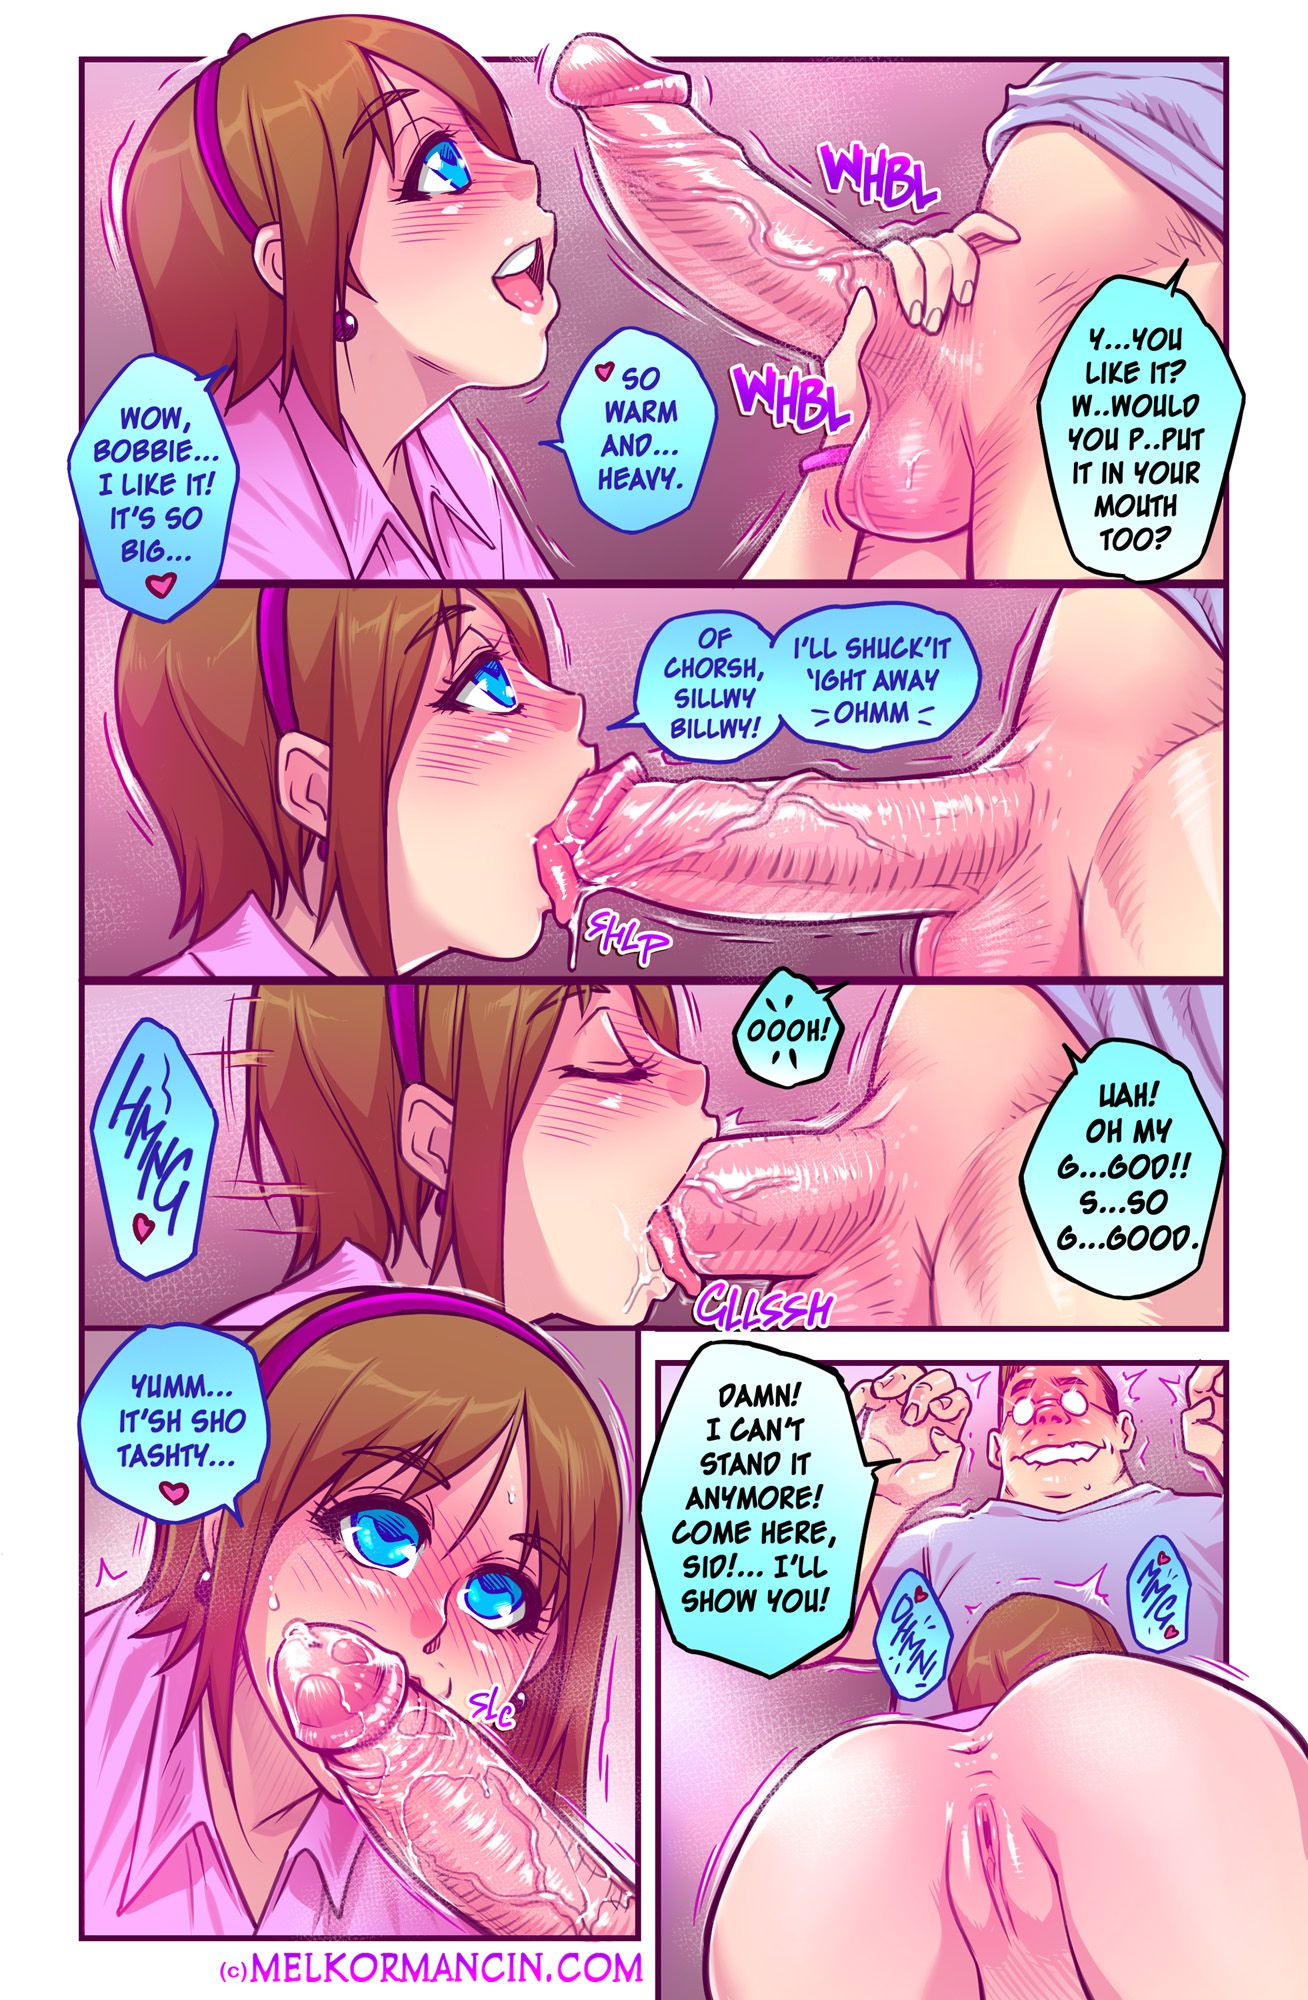 WHBL
WHBL
WOW,
BOBBIE...
I LIKE IT!
IT'S SO
BIG...
SO
WARM
AND...
HEAVY.
Y...YOU
LIKE IT?
W..WOULD
YOU P..PUT
IT IN YOUR
MOUTH
TOO?
OF
CHORSH,
SILLWY
BILLWY!
I'LL SHUCK'IT
'IGHT AWAY
OHMM
SHLP
HMNG
OOOH!
UAH!
OH MY
G...GOD!!
S...SO
G...GOOD.
GLLSSH
YUMM...
IT'SH SHO
TASHTY...
SLC
DAMN!
I CAN'T
STAND IT
ANYMORE!
COME HERE,
SID!... I'LL
SHOW YOU!
OHMN!
MMG
(C) MELKORMANCIN.COM